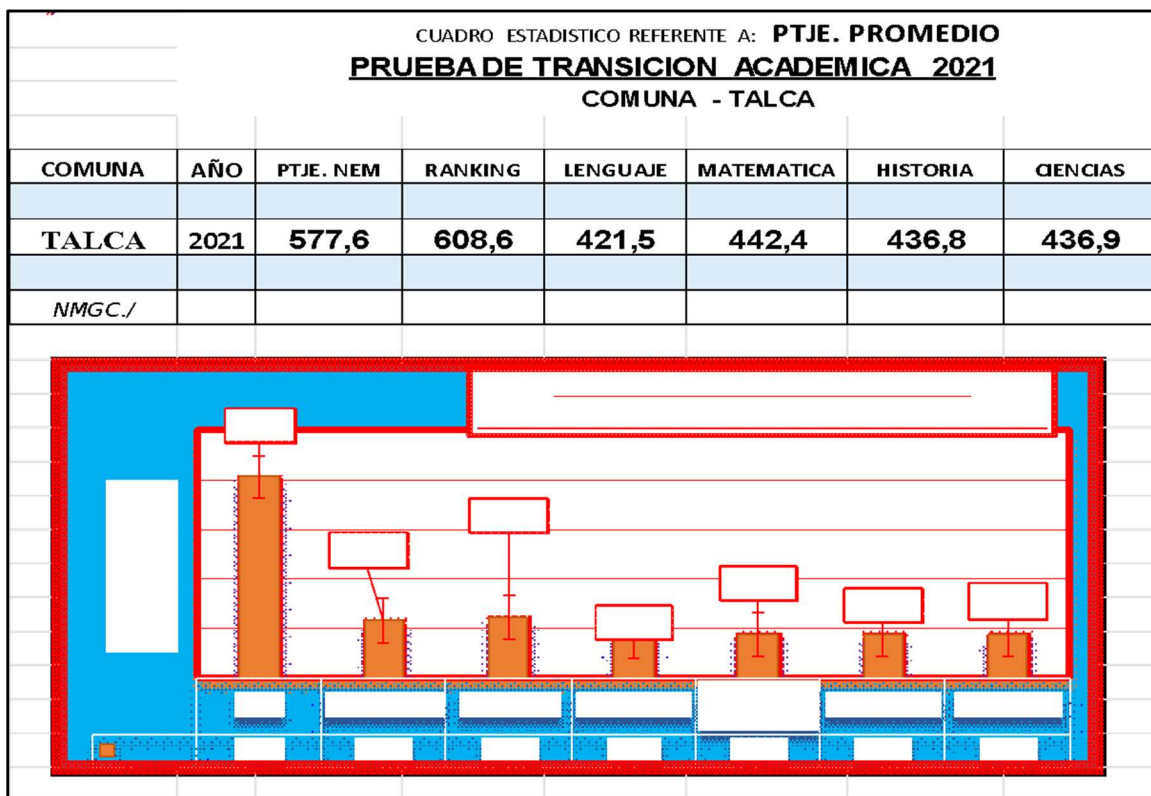 CUADRO ESTADISTICO REFERENTE A: PTJE. PROMEDIO
PRUEBA DE TRANSICION ACADEMICA 2021
COMUNA - TALCA
COMUNA AÑO PTJE. NEM RANKING LENGUAJE MATEMATICA HISTORIA CIENCIAS
TALCA 2021 577,6 608,6 421,5 442,4 436,8 436,9
NMGC./